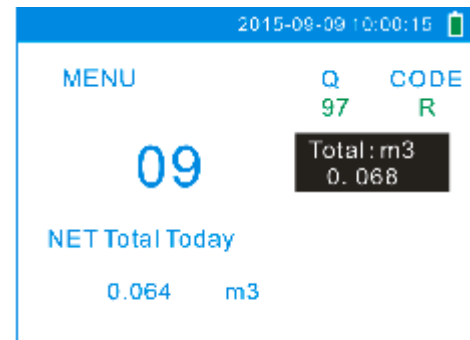 2015-09-09 10:00:15
MENU Q CODE
97 R
09
Total:m3
0.068
NET Total Today
0.064 m3